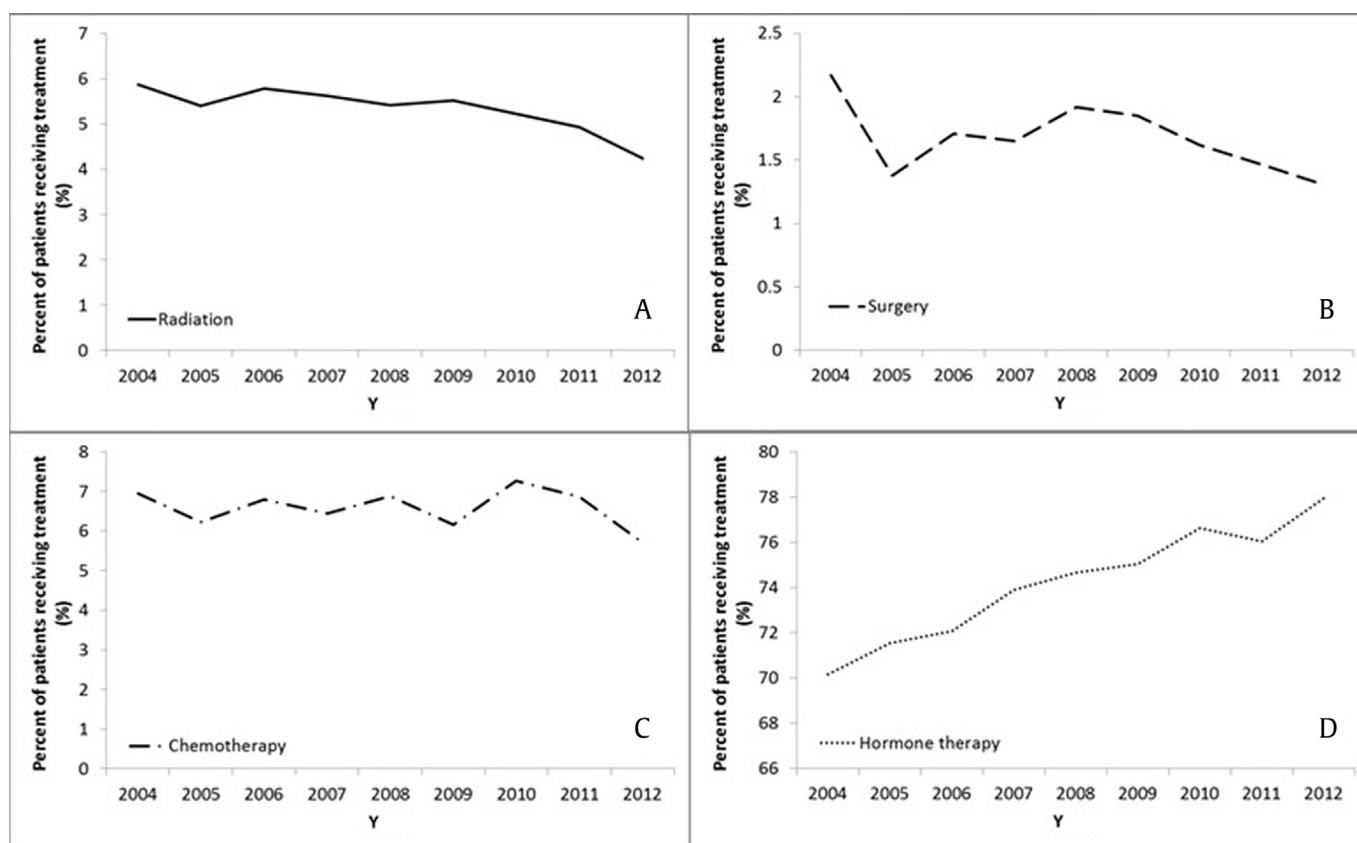 Percent of patients receiving treatment
(%)
7
6
5
4
3
2
1
0
Radiation
A
2004 2005 2006 2007 2008 2009 2010 2011 2012
Y
Percent of patients receiving treatment
(%)
2.5
2
1.5
1
0.5
0
Surgery
B
2004 2005 2006 2007 2008 2009 2010 2011 2012
Y
Percent of patients receiving treatment
(%)
8
7
6
5
4
3
2
1
0
Chemotherapy
C
2004 2005 2006 2007 2008 2009 2010 2011 2012
Y
Percent of patients receiving treatment
(%)
80
78
76
74
72
70
68
66
Hormone therapy
D
2004 2005 2006 2007 2008 2009 2010 2011 2012
Y